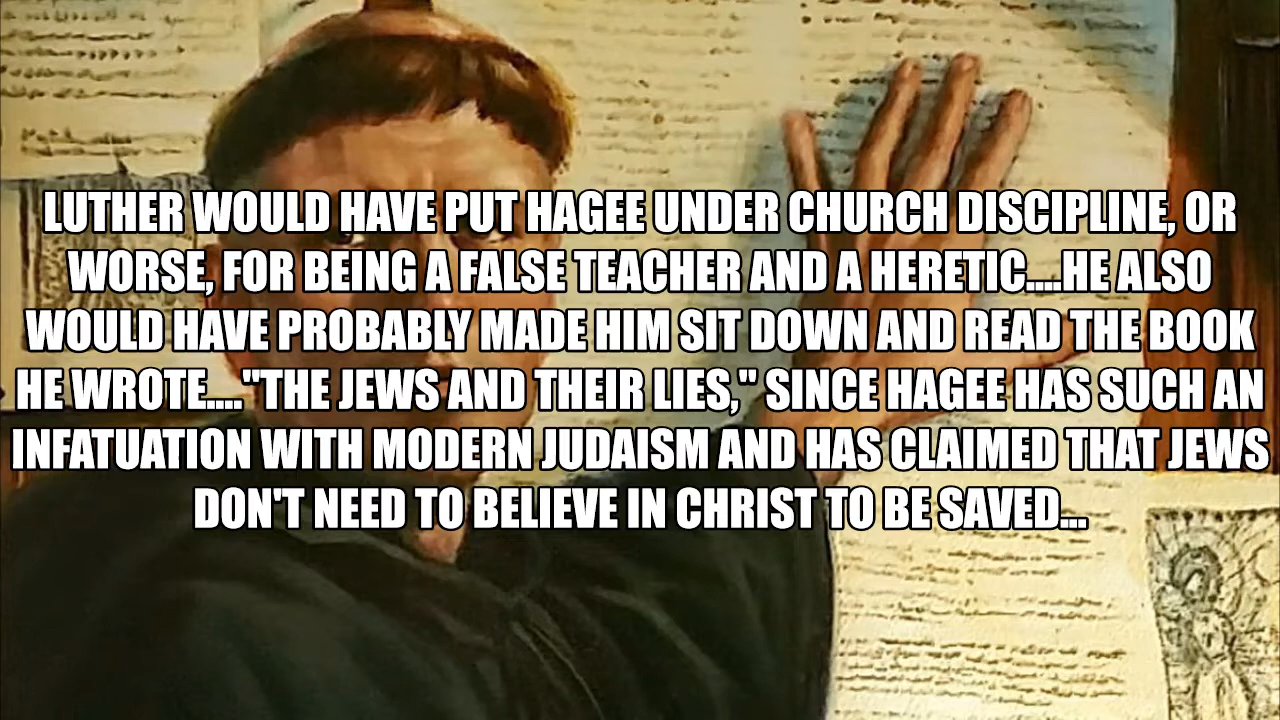 LUTHER WOULD HAVE PUT HAGEE UNDER CHURCH DISCIPLINE, OR
WORSE, FOR BEING A FALSE TEACHER AND A HERETIC....HE ALSO
WOULD HAVE PROBABLY MADE HIM SIT DOWN AND READ THE BOOK
HE WROTE.... "THE JEWS AND THEIR LIES," SINCE HAGEE HAS SUCH AN
INFATUATION WITH MODERN JUDAISM AND HAS CLAIMED THAT JEWS
DON'T NEED TO BELIEVE IN CHRIST TO BE SAVED...